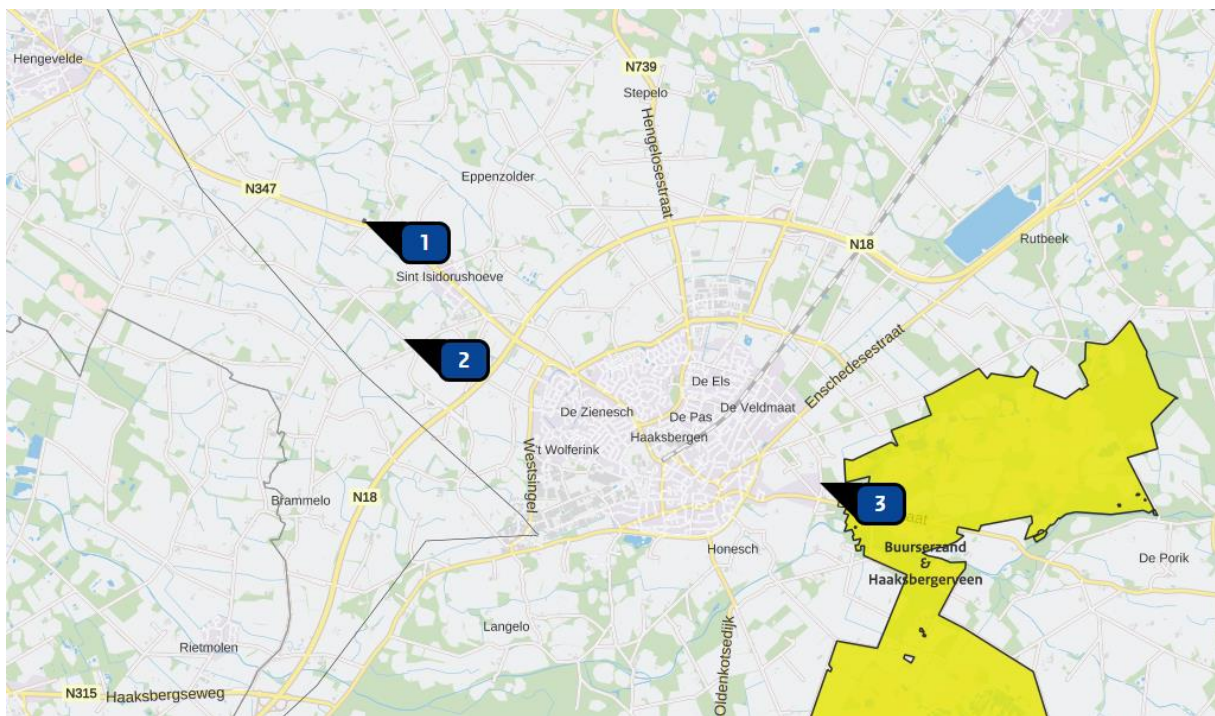 Hengevelde
N739
Stepelo
Hengelosestraat
Eppenzolder
N347
1
Sint Isidorushoeve
N18
Rutbeek
2
Enschedesestraat
De Els
De Zienesch
De Pas
De Veldmaat
Haaksbergen
't Wolferink
Westsingel
Brammelo
N18
3
Buurserzand
&
Haaksbergerveen
Honesch
De Porik
Langelo
Rietmolen
Oldenkotsedijk
N315
Haaksbergseweg